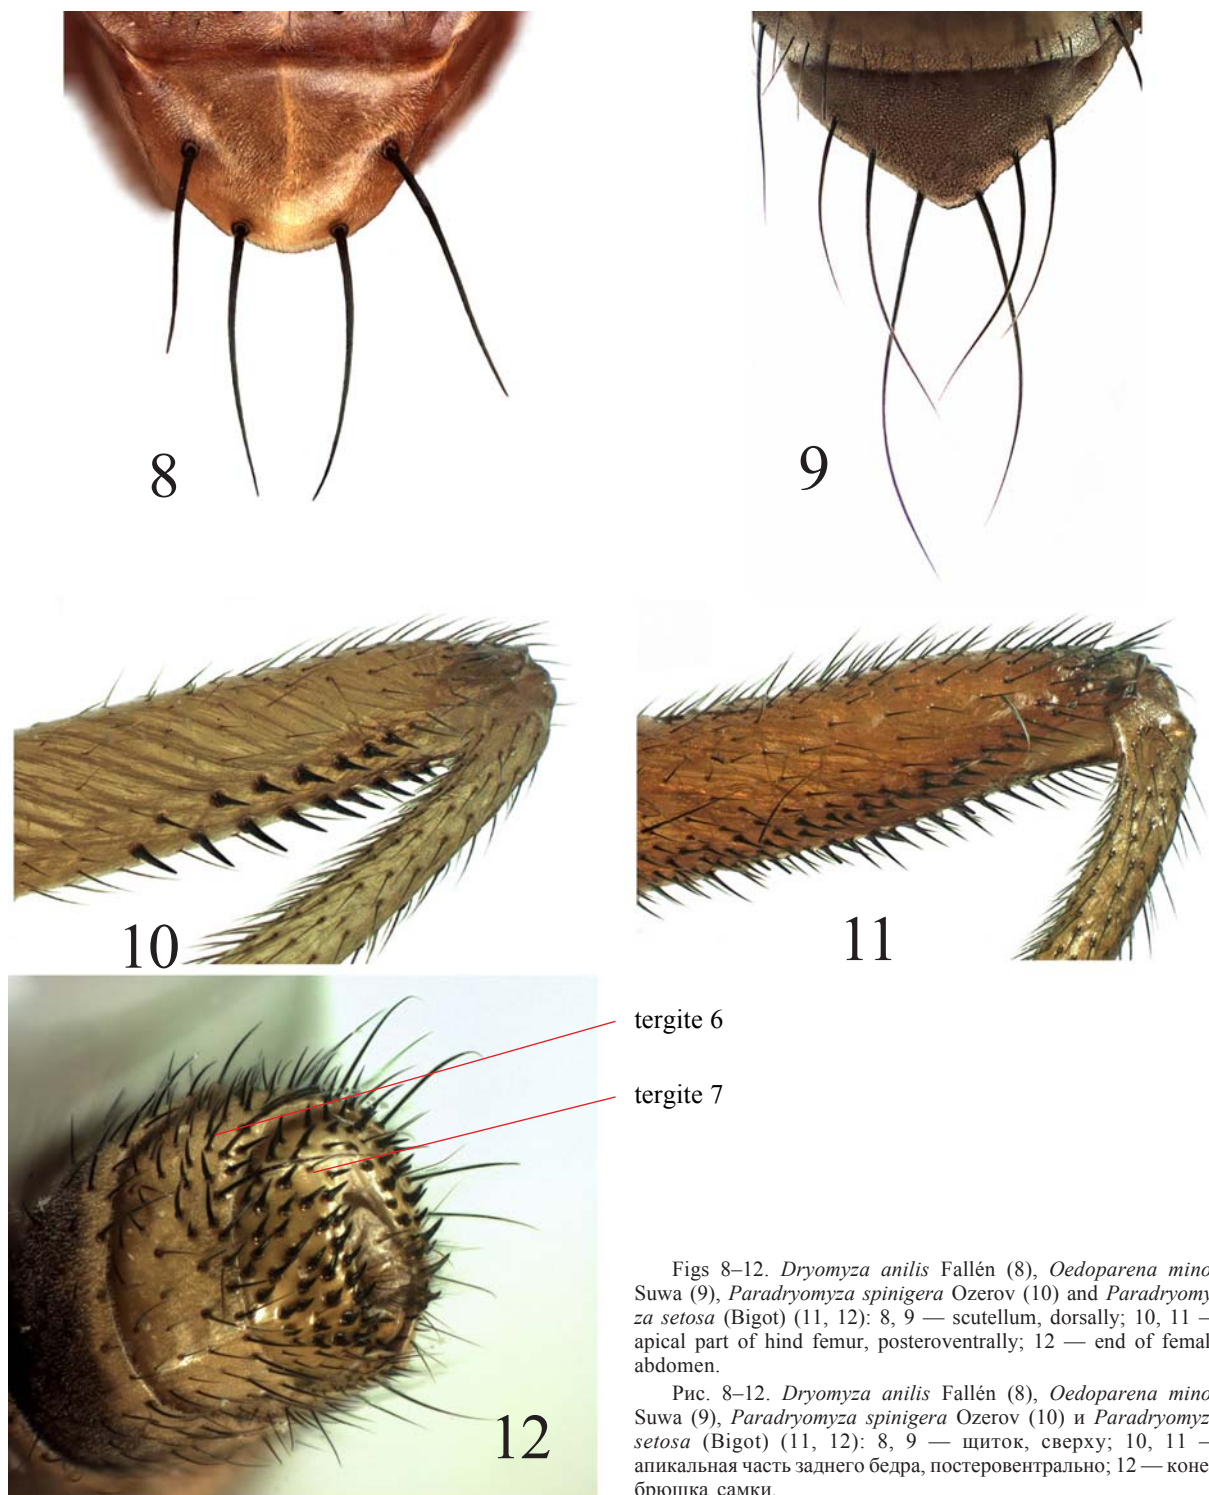 8
9
10
11
tergite 6
tergite 7
12
Figs 8–12. Dryomyza anilis Fallén (8), Oedoparena mino
Suwa (9), Paradryomyza spinigera Ozerov (10) and Paradryomy
za setosa (Bigot) (11, 12): 8, 9 — scutellum, dorsally; 10, 11 –
apical part of hind femur, posteroventrally; 12 — end of femal
abdomen.
Рис. 8–12. Dryomyza anilis Fallén (8), Oedoparena mino
Suwa (9), Paradryomyza spinigera Ozerov (10) и Paradryomyz
setosa (Bigot) (11, 12): 8, 9 — щиток, сверху; 10, 11 –
апикальная часть заднего бедра, постеровентрально; 12 — коне
брюшка самки.